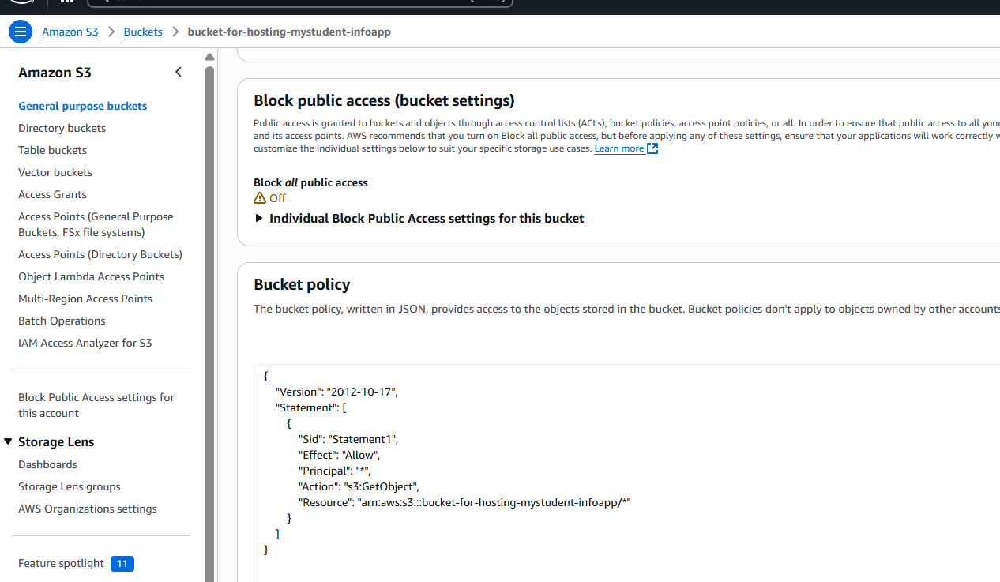 Amazon S3 > Buckets > bucket-for-hosting-mystudent-infoapp
Amazon S3
General purpose buckets
Directory buckets
Table buckets
Vector buckets
Access Grants
Access Points (General Purpose
Buckets, FSx file systems)
Access Points (Directory Buckets)
Object Lambda Access Points
Multi-Region Access Points
Batch Operations
IAM Access Analyzer for S3
Block Public Access settings for
this account
Storage Lens
Dashboards
Storage Lens groups
AWS Organizations settings
Feature spotlight 11
Block public access (bucket settings)
Public access is granted to buckets and objects through access control lists (ACLs), bucket policies, access point policies, or all. In order to ensure that public access to all your
and its access points. AWS recommends that you turn on Block all public access, but before applying any of these settings, ensure that your applications will work correctly
customize the individual settings below to suit your specific storage use cases. Learn more
Block all public access
Off
Individual Block Public Access settings for this bucket
Bucket policy
The bucket policy, written in JSON, provides access to the objects stored in the bucket. Bucket policies don't apply to objects owned by other accounts
{
"Version": "2012-10-17",
"Statement": [
{
"Sid": "Statement1",
"Effect": "Allow",
"Principal": "*",
"Action": "s3:GetObject",
"Resource": "arn:aws:s3:::bucket-for-hosting-mystudent-infoapp/*"
}
]
}